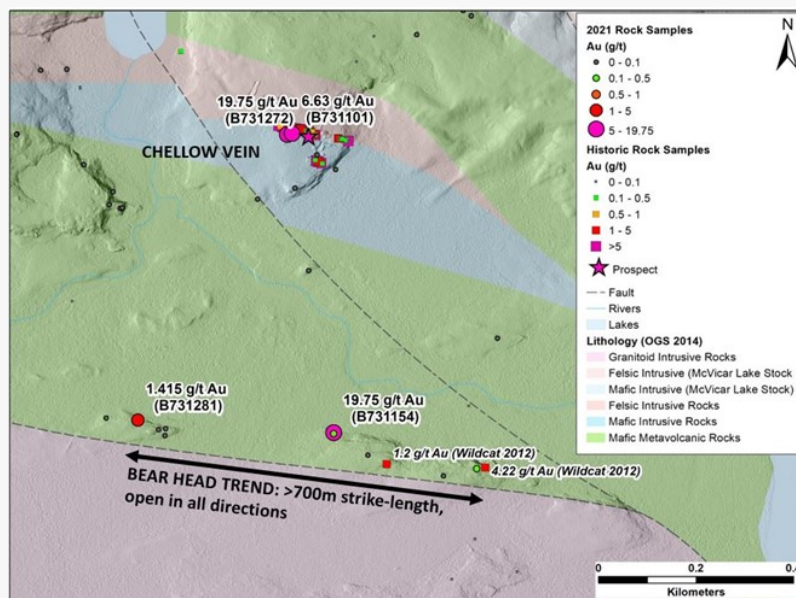 2021 Rock Samples
Au (g/t)
0 - 0.1
0.1 - 0.5
0.5 - 1
1 - 5
5 - 19.75
Historic Rock Samples
Au (g/t)
0 - 0.1
0.1 - 0.5
0.5 - 1
1 - 5
>5
Prospect
Fault
Rivers
Lakes
Lithology (OGS 2014)
Granitoid Intrusive Rocks
Felsic Intrusive (McVicar Lake Stock
Mafic Intrusive (McVicar Lake Stock)
Felsic Intrusive Rocks
Mafic Intrusive Rocks
Mafic Metavolcanic Rocks
N
19.75 g/t Au
(B731272)
6.63 g/t Au
(B731101)
CHELLOW VEIN
1.415 g/t Au
(B731281)
19.75 g/t Au
(B731154)
1.2 g/t Au (Wildcat 2012)
4.22 g/t Au (Wildcat 2012)
BEAR HEAD TREND: >700m strike-length,
open in all directions
0 0.2
Kilometers